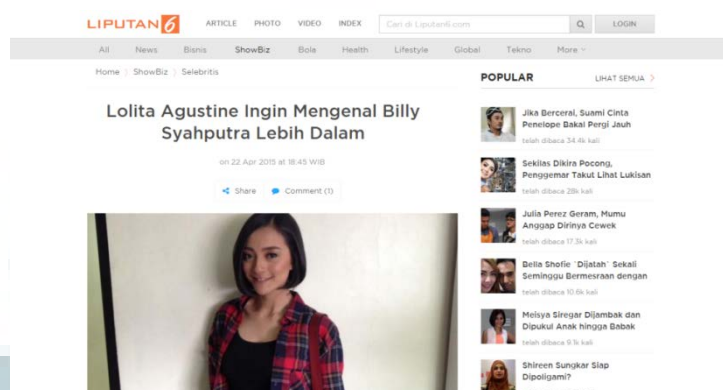 LIPUTAN 6
ARTICLE PHOTO VIDEO INDEX
Cari di Liputan6.com
LOGIN
All News Bisnis ShowBiz Bola Health Lifestyle Global Tekno More
Home ShowBiz Selebritis
Lolita Agustine Ingin Mengenal Billy
Syahputra Lebih Dalam
on 22 Apr 2015 at 18:45 WIB
Share Comment (1)
POPULAR LIHAT SEMUA
Jika Bercerai, Suami Cinta
Penelope Bakal Pergi Jauh
telah dibaca 34.4k kali
Sekilas Dikira Pocong,
Penggemar Takut Lihat Lukisan
telah dibaca 28k kali
Julia Perez Geram, Mumu
Anggap Dirinya Cewek
telah dibaca 17.3k kali
Bella Shofie `Dijatah` Sekali
Seminggu Bermesraan dengan
telah dibaca 10.8k kali
Meisya Siregar Dijambak dan
Dipukul Anak hingga Babak
telah dibaca 9.1k kali
Shireen Sungkar Siap
Dipoligami?